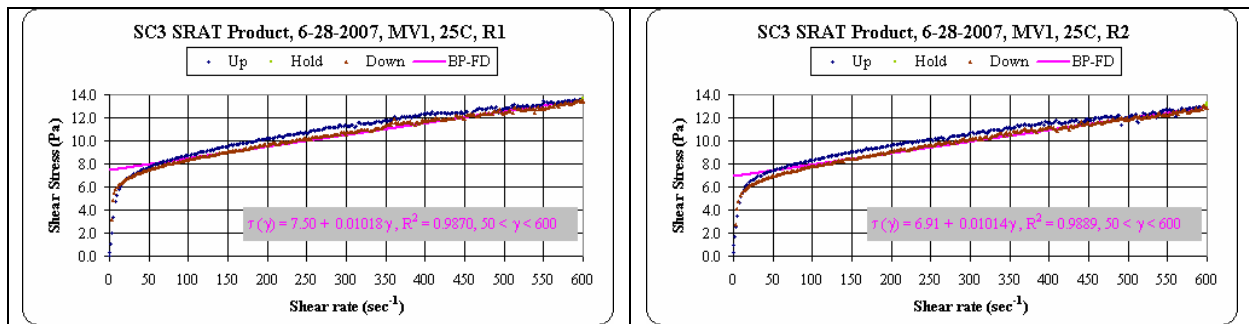 SC3 SRAT Product, 6-28-2007, MV1, 25C, R1
Up Hold Down BP-FD
Shear Stress (Pa)
14.0
12.0
10.0
8.0
6.0
4.0
2.0
0.0
τ(γ) = 7.50 + 0.01018γ, R² = 0.9870, 50 < γ < 600
0 50 100 150 200 250 300 350 400 450 500 550 600
Shear rate (sec⁻¹)
SC3 SRAT Product, 6-28-2007, MV1, 25C, R2
Up Hold Down BP-FD
Shear Stress (Pa)
14.0
12.0
10.0
8.0
6.0
4.0
2.0
0.0
τ(γ) = 6.91 + 0.01014γ, R² = 0.9889, 50 < γ < 600
0 50 100 150 200 250 300 350 400 450 500 550 600
Shear rate (sec⁻¹)